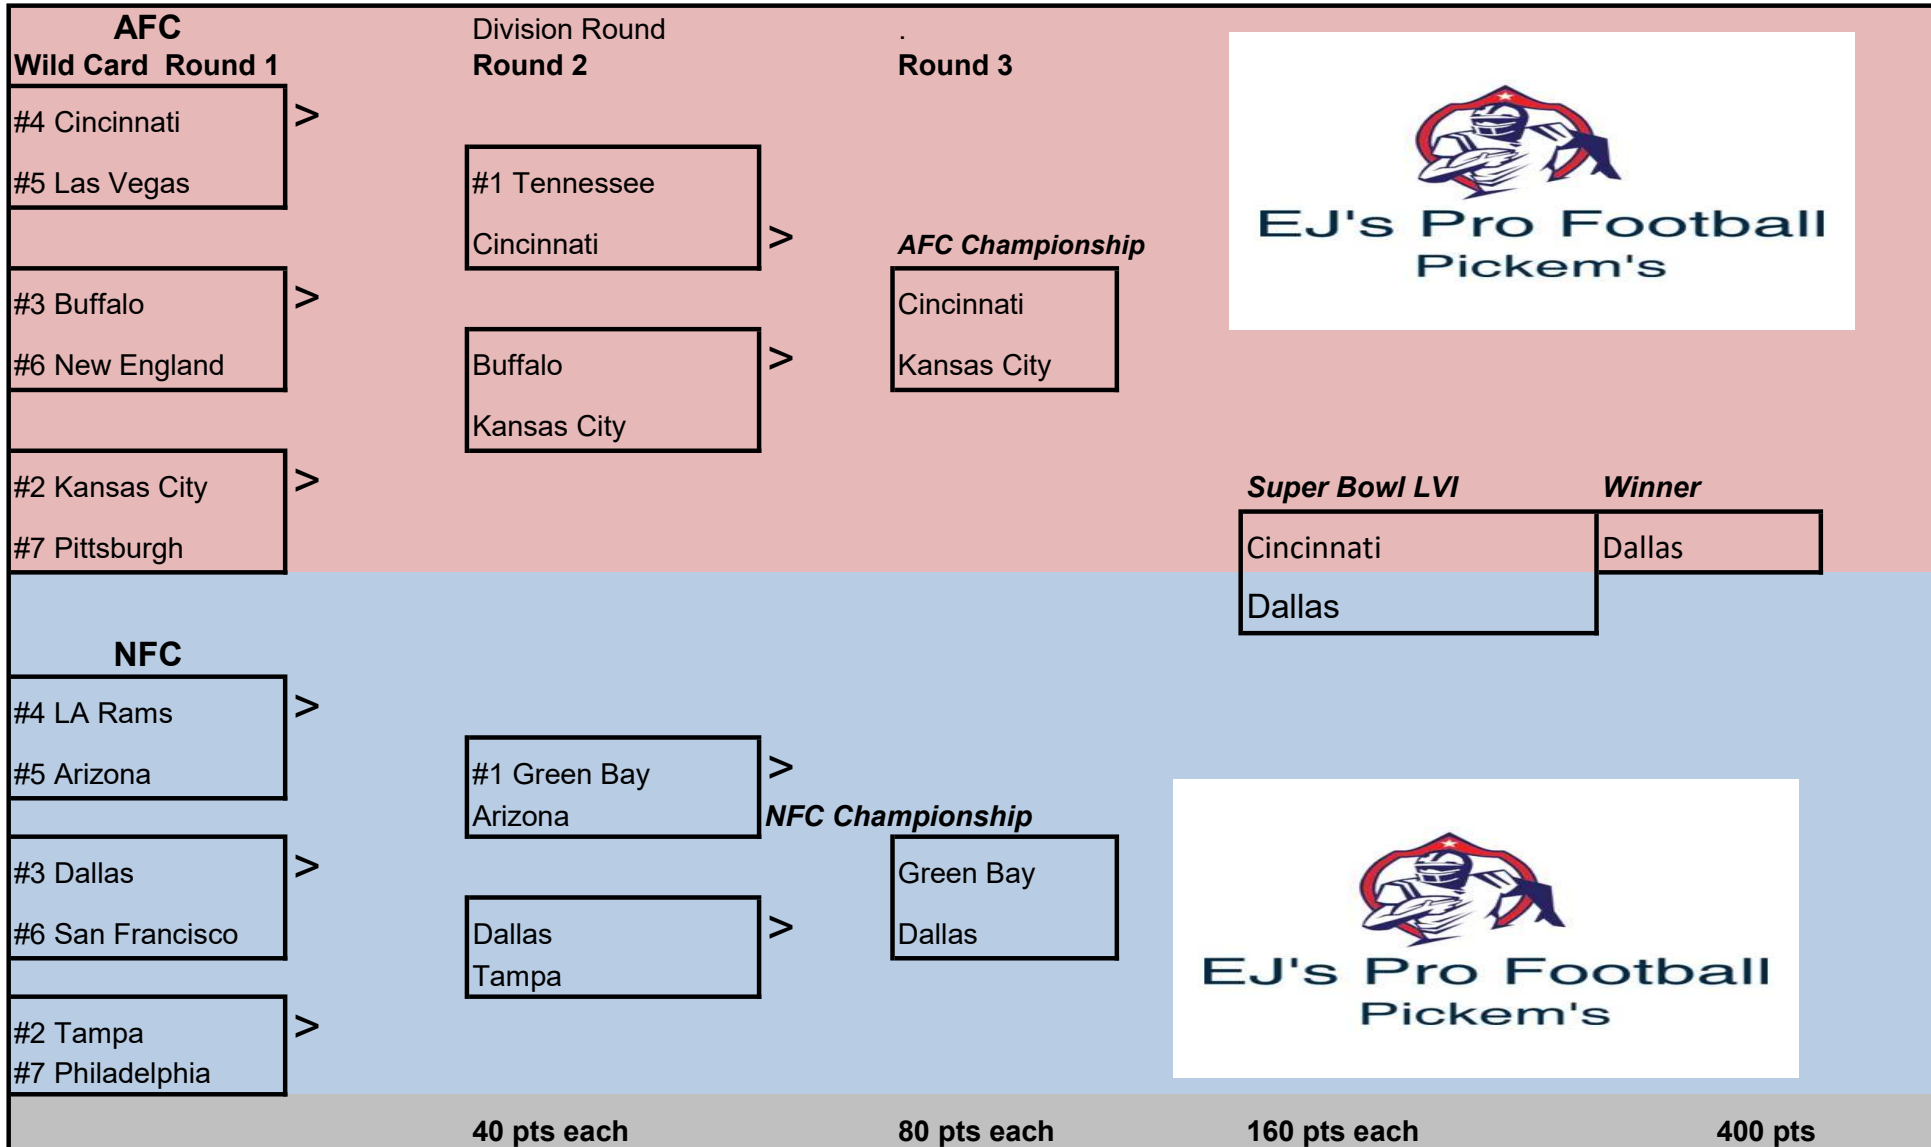 AFC Division Round .
Wild Card  Round 1 Round 2 Round 3
#4 Cincinnati >
#5 Las Vegas
#1 Tennessee
Cincinnati >
AFC Championship
#3 Buffalo >
#6 New England
Buffalo >
Kansas City
Cincinnati
Kansas City
#2 Kansas City >
#7 Pittsburgh
EJ's Pro Football
Pickem's
Super Bowl LVI Winner
Cincinnati Dallas
Dallas
NFC
#4 LA Rams >
#5 Arizona
#1 Green Bay >
Arizona
NFC Championship
#3 Dallas >
#6 San Francisco
Dallas >
Tampa
Green Bay
Dallas
#2 Tampa >
#7 Philadelphia
EJ's Pro Football
Pickem's
40 pts each 80 pts each 160 pts each 400 pts